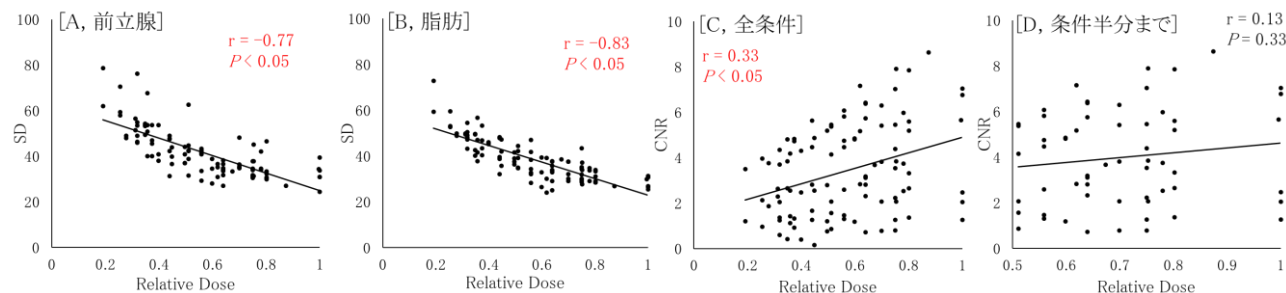 [A, 前立腺]
r = −0.77
P < 0.05
SD
100
80
60
40
20
0
0
0.2
0.4
0.6
0.8
1
Relative Dose
[B, 脂肪]
r = −0.83
P < 0.05
SD
100
80
60
40
20
0
0
0.2
0.4
0.6
0.8
1
Relative Dose
[C, 全条件]
r = 0.33
P < 0.05
CNR
10
8
6
4
2
0
0
0.2
0.4
0.6
0.8
1
Relative Dose
[D, 条件半分まで]
r = 0.13
P = 0.33
CNR
10
8
6
4
2
0
0.5
0.6
0.7
0.8
0.9
1
Relative Dose